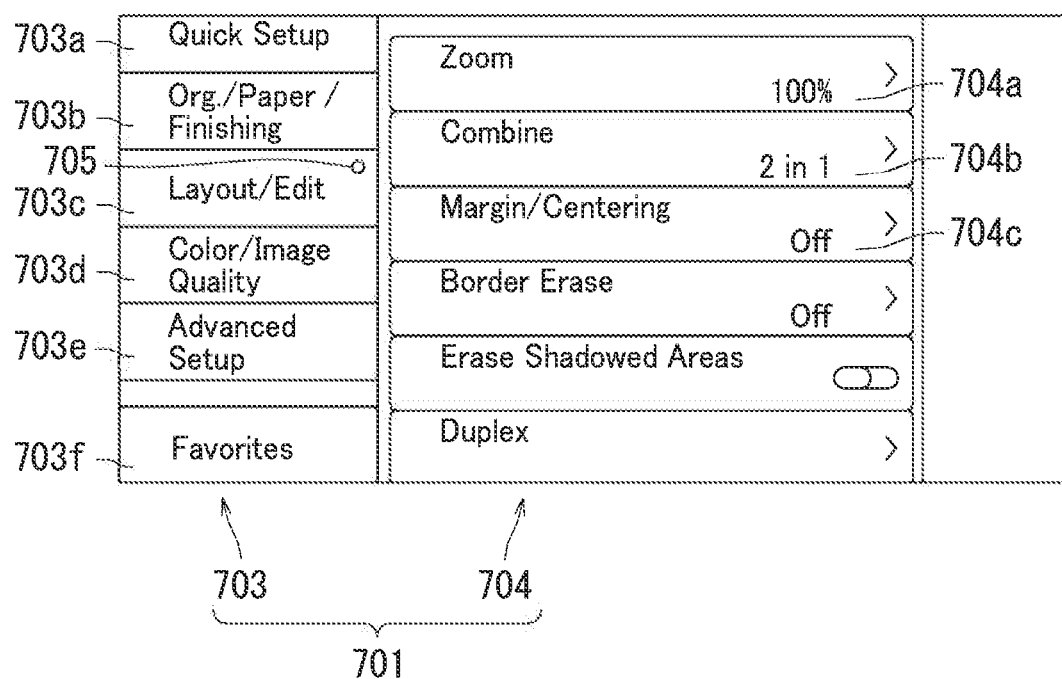 703a
Quick Setup
703b
Org./Paper /
Finishing
705
703c
Layout/Edit
703d
Color/Image
Quality
703e
Advanced
Setup
703f
Favorites
Zoom
100%
>
704a
Combine
2 in 1
>
704b
Margin/Centering
Off
>
704c
Border Erase
Off
>
Erase Shadowed Areas
Duplex
>
703
704
701